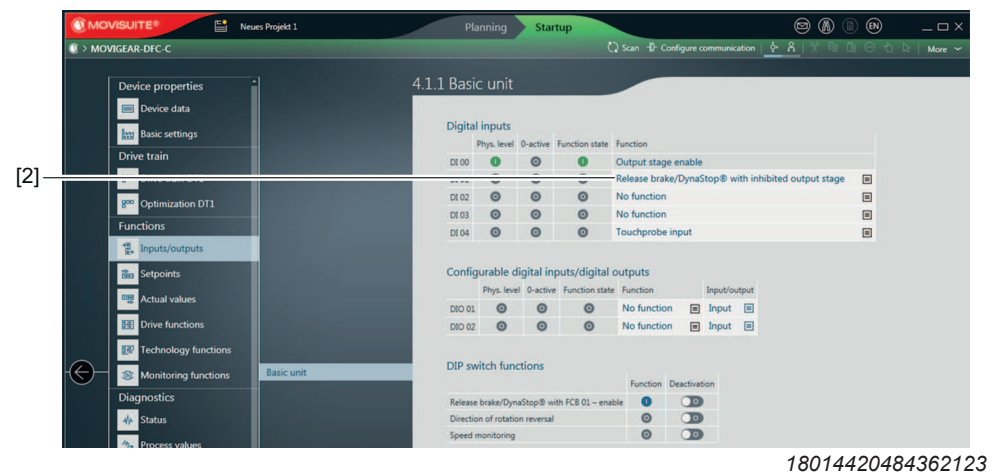 MOVISUITE®
Neues Projekt 1
Planning
Startup
EN
> MOVIGEAR-DFC-C
Scan
Configure communication
More
Device properties
Device data
Basic settings
Drive train
Optimization DT1
Functions
Inputs/outputs
Setpoints
Actual values
Drive functions
Technology functions
Monitoring functions
Diagnostics
Status
Process values
Basic unit
4.1.1 Basic unit
Digital inputs
Phys. level 0-active Function state Function
DI 00 Output stage enable
[2]
Release brake/DynaStop® with inhibited output stage
DI 02 No function
DI 03 No function
DI 04 Touchprobe input
Configurable digital inputs/digital outputs
Phys. level 0-active Function state Function Input/output
DIO 01 No function Input
DIO 02 No function Input
DIP switch functions
Function Deactivation
Release brake/DynaStop® with FCB 01 – enable
Direction of rotation reversal
Speed monitoring
18014420484362123